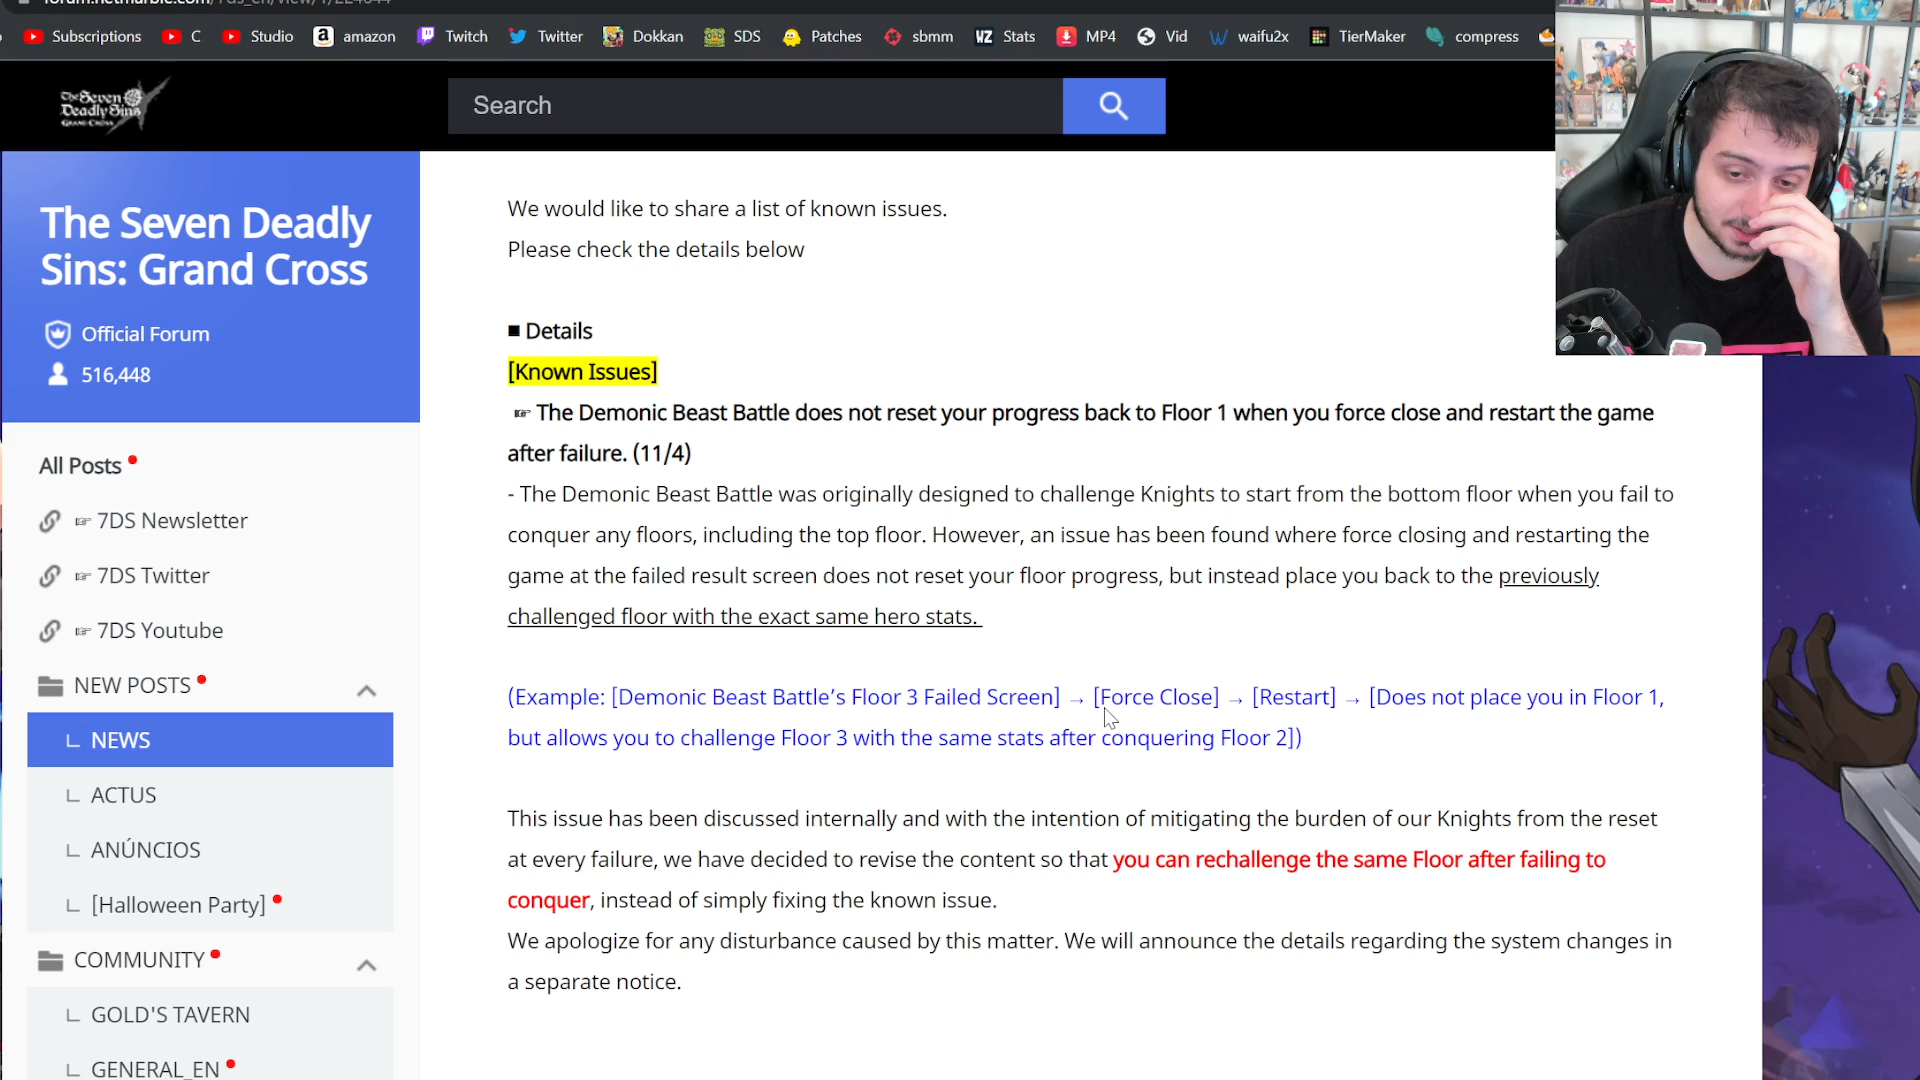 Subscriptions C Studio amazon Twitch Twitter Dokkan SDS Patches sbmm WZ Stats MP4 Vid waifu2x TierMaker compress
The Seven
Deadly Sins
GRAND CROSS
Search
The Seven Deadly
Sins: Grand Cross
Official Forum
516,448
All Posts
☞ 7DS Newsletter
☞ 7DS Twitter
☞ 7DS Youtube
NEW POSTS
NEWS
ACTUS
ANÚNCIOS
[Halloween Party]
COMMUNITY
GOLD'S TAVERN
GENERAL_EN
We would like to share a list of known issues.
Please check the details below
■ Details
[Known Issues]
☞ The Demonic Beast Battle does not reset your progress back to Floor 1 when you force close and restart the game
after failure. (11/4)
- The Demonic Beast Battle was originally designed to challenge Knights to start from the bottom floor when you fail to
conquer any floors, including the top floor. However, an issue has been found where force closing and restarting the
game at the failed result screen does not reset your floor progress, but instead place you back to the previously
challenged floor with the exact same hero stats.
(Example: [Demonic Beast Battle's Floor 3 Failed Screen] → [Force Close] → [Restart] → [Does not place you in Floor 1,
but allows you to challenge Floor 3 with the same stats after conquering Floor 2])
This issue has been discussed internally and with the intention of mitigating the burden of our Knights from the reset
at every failure, we have decided to revise the content so that you can rechallenge the same Floor after failing to
conquer, instead of simply fixing the known issue.
We apologize for any disturbance caused by this matter. We will announce the details regarding the system changes in
a separate notice.